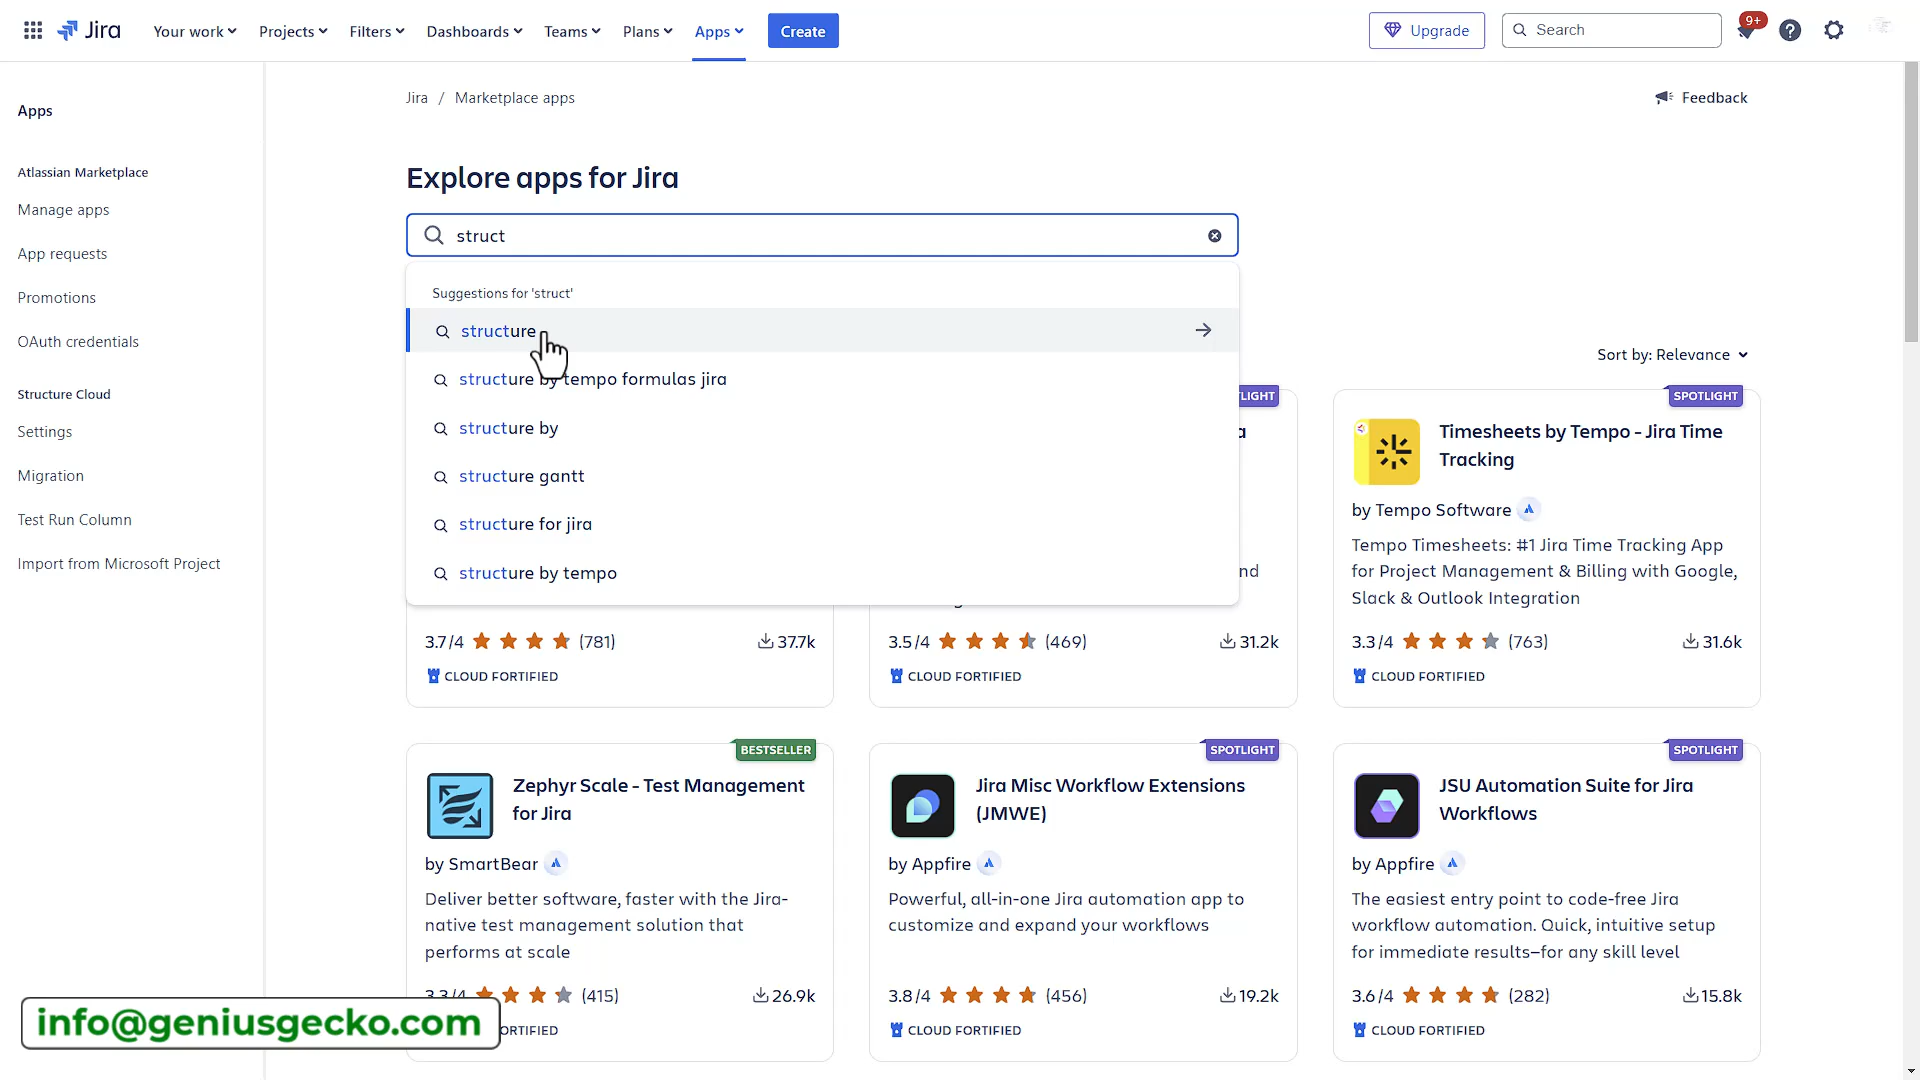 Jira
Your work
Projects
Filters
Dashboards
Teams
Plans
Apps
Create
Upgrade
Search
9+
Apps
Atlassian Marketplace
Manage apps
App requests
Promotions
OAuth credentials
Structure Cloud
Settings
Migration
Test Run Column
Import from Microsoft Project
Jira / Marketplace apps
Feedback
Explore apps for Jira
struct
Suggestions for 'struct'
structure
structure by tempo formulas jira
structure by
structure gantt
structure for jira
structure by tempo
Sort by: Relevance
SPOTLIGHT
Timesheets by Tempo - Jira Time
Tracking
by Tempo Software
Tempo Timesheets: #1 Jira Time Tracking App
for Project Management & Billing with Google,
Slack & Outlook Integration
3.7/4 (781) 37.7k
CLOUD FORTIFIED
3.5/4 (469) 31.2k
CLOUD FORTIFIED
3.3/4 (763) 31.6k
CLOUD FORTIFIED
BESTSELLER
Zephyr Scale - Test Management
for Jira
by SmartBear
Deliver better software, faster with the Jira-
native test management solution that
performs at scale
3.3/4 (415) 26.9k
SPOTLIGHT
Jira Misc Workflow Extensions
(JMWE)
by Appfire
Powerful, all-in-one Jira automation app to
customize and expand your workflows
3.8/4 (456) 19.2k
CLOUD FORTIFIED
SPOTLIGHT
JSU Automation Suite for Jira
Workflows
by Appfire
The easiest entry point to code-free Jira
workflow automation. Quick, intuitive setup
for immediate results—for any skill level
3.6/4 (282) 15.8k
CLOUD FORTIFIED
info@geniusgecko.com